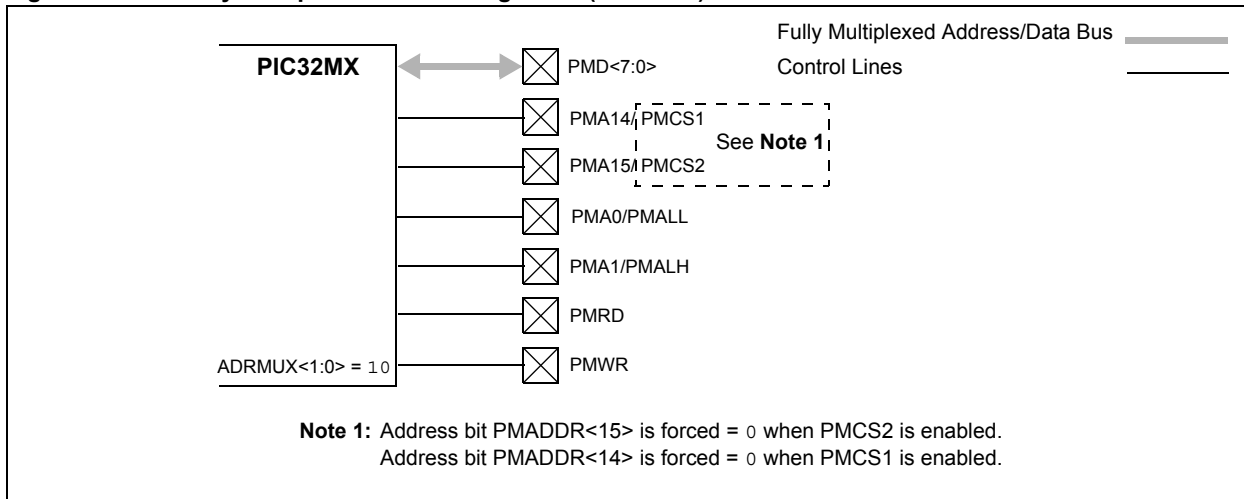 Fully Multiplexed Address/Data Bus
PIC32MX
PMD<7:0>
Control Lines
PMA14/ PMCS1
See Note 1
PMA15/ PMCS2
PMA0/PMALL
PMA1/PMALH
PMRD
ADRMUX<1:0> = 10
PMWR
Note 1: Address bit PMADDR<15> is forced = 0 when PMCS2 is enabled.
Address bit PMADDR<14> is forced = 0 when PMCS1 is enabled.